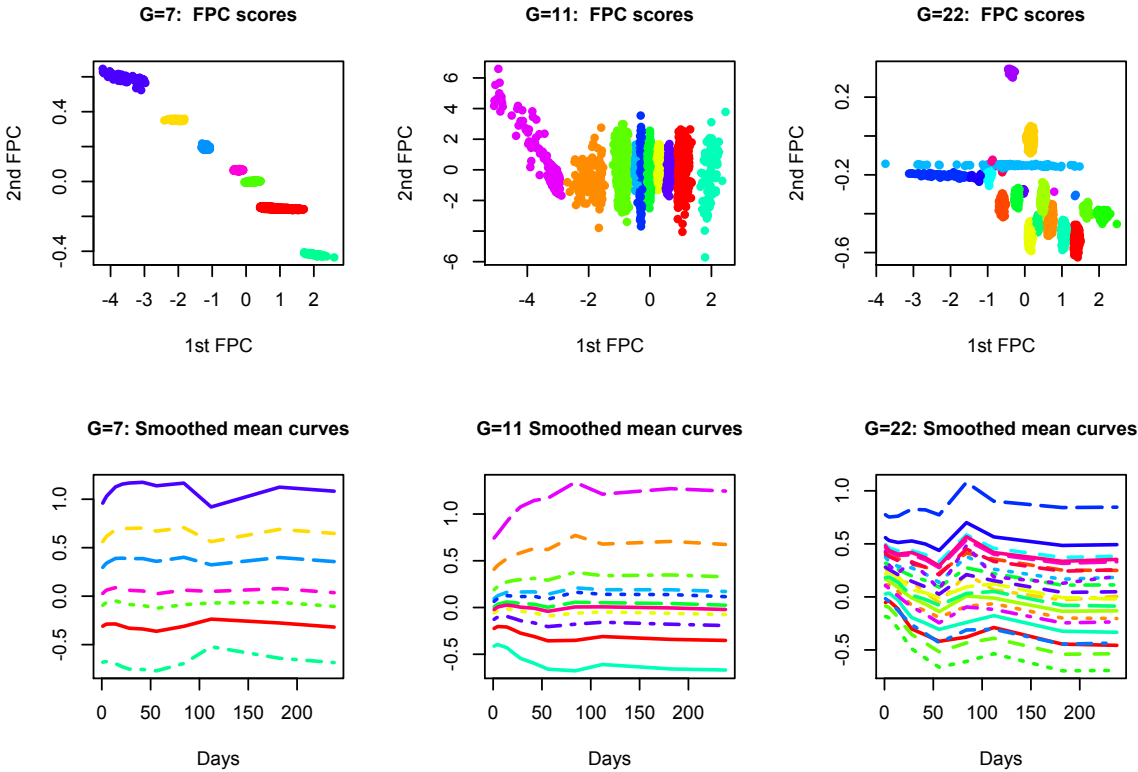 G=7:  FPC scores
2nd FPC
0.4
0.0
-0.4
-4 -3 -2 -1 0 1 2
1st FPC
G=11:  FPC scores
2nd FPC
6
4
2
0
-2
-6
-4 -2 0 2
1st FPC
G=22:  FPC scores
2nd FPC
0.2
-0.2
-0.6
-4 -3 -2 -1 0 1 2
1st FPC
G=7: Smoothed mean curves
1.0
0.5
0.0
-0.5
0 50 100 150 200
Days
G=11 Smoothed mean curves
1.0
0.5
0.0
-0.5
0 50 100 150 200
Days
G=22: Smoothed mean curves
1.0
0.5
0.0
-0.5
0 50 100 150 200
Days